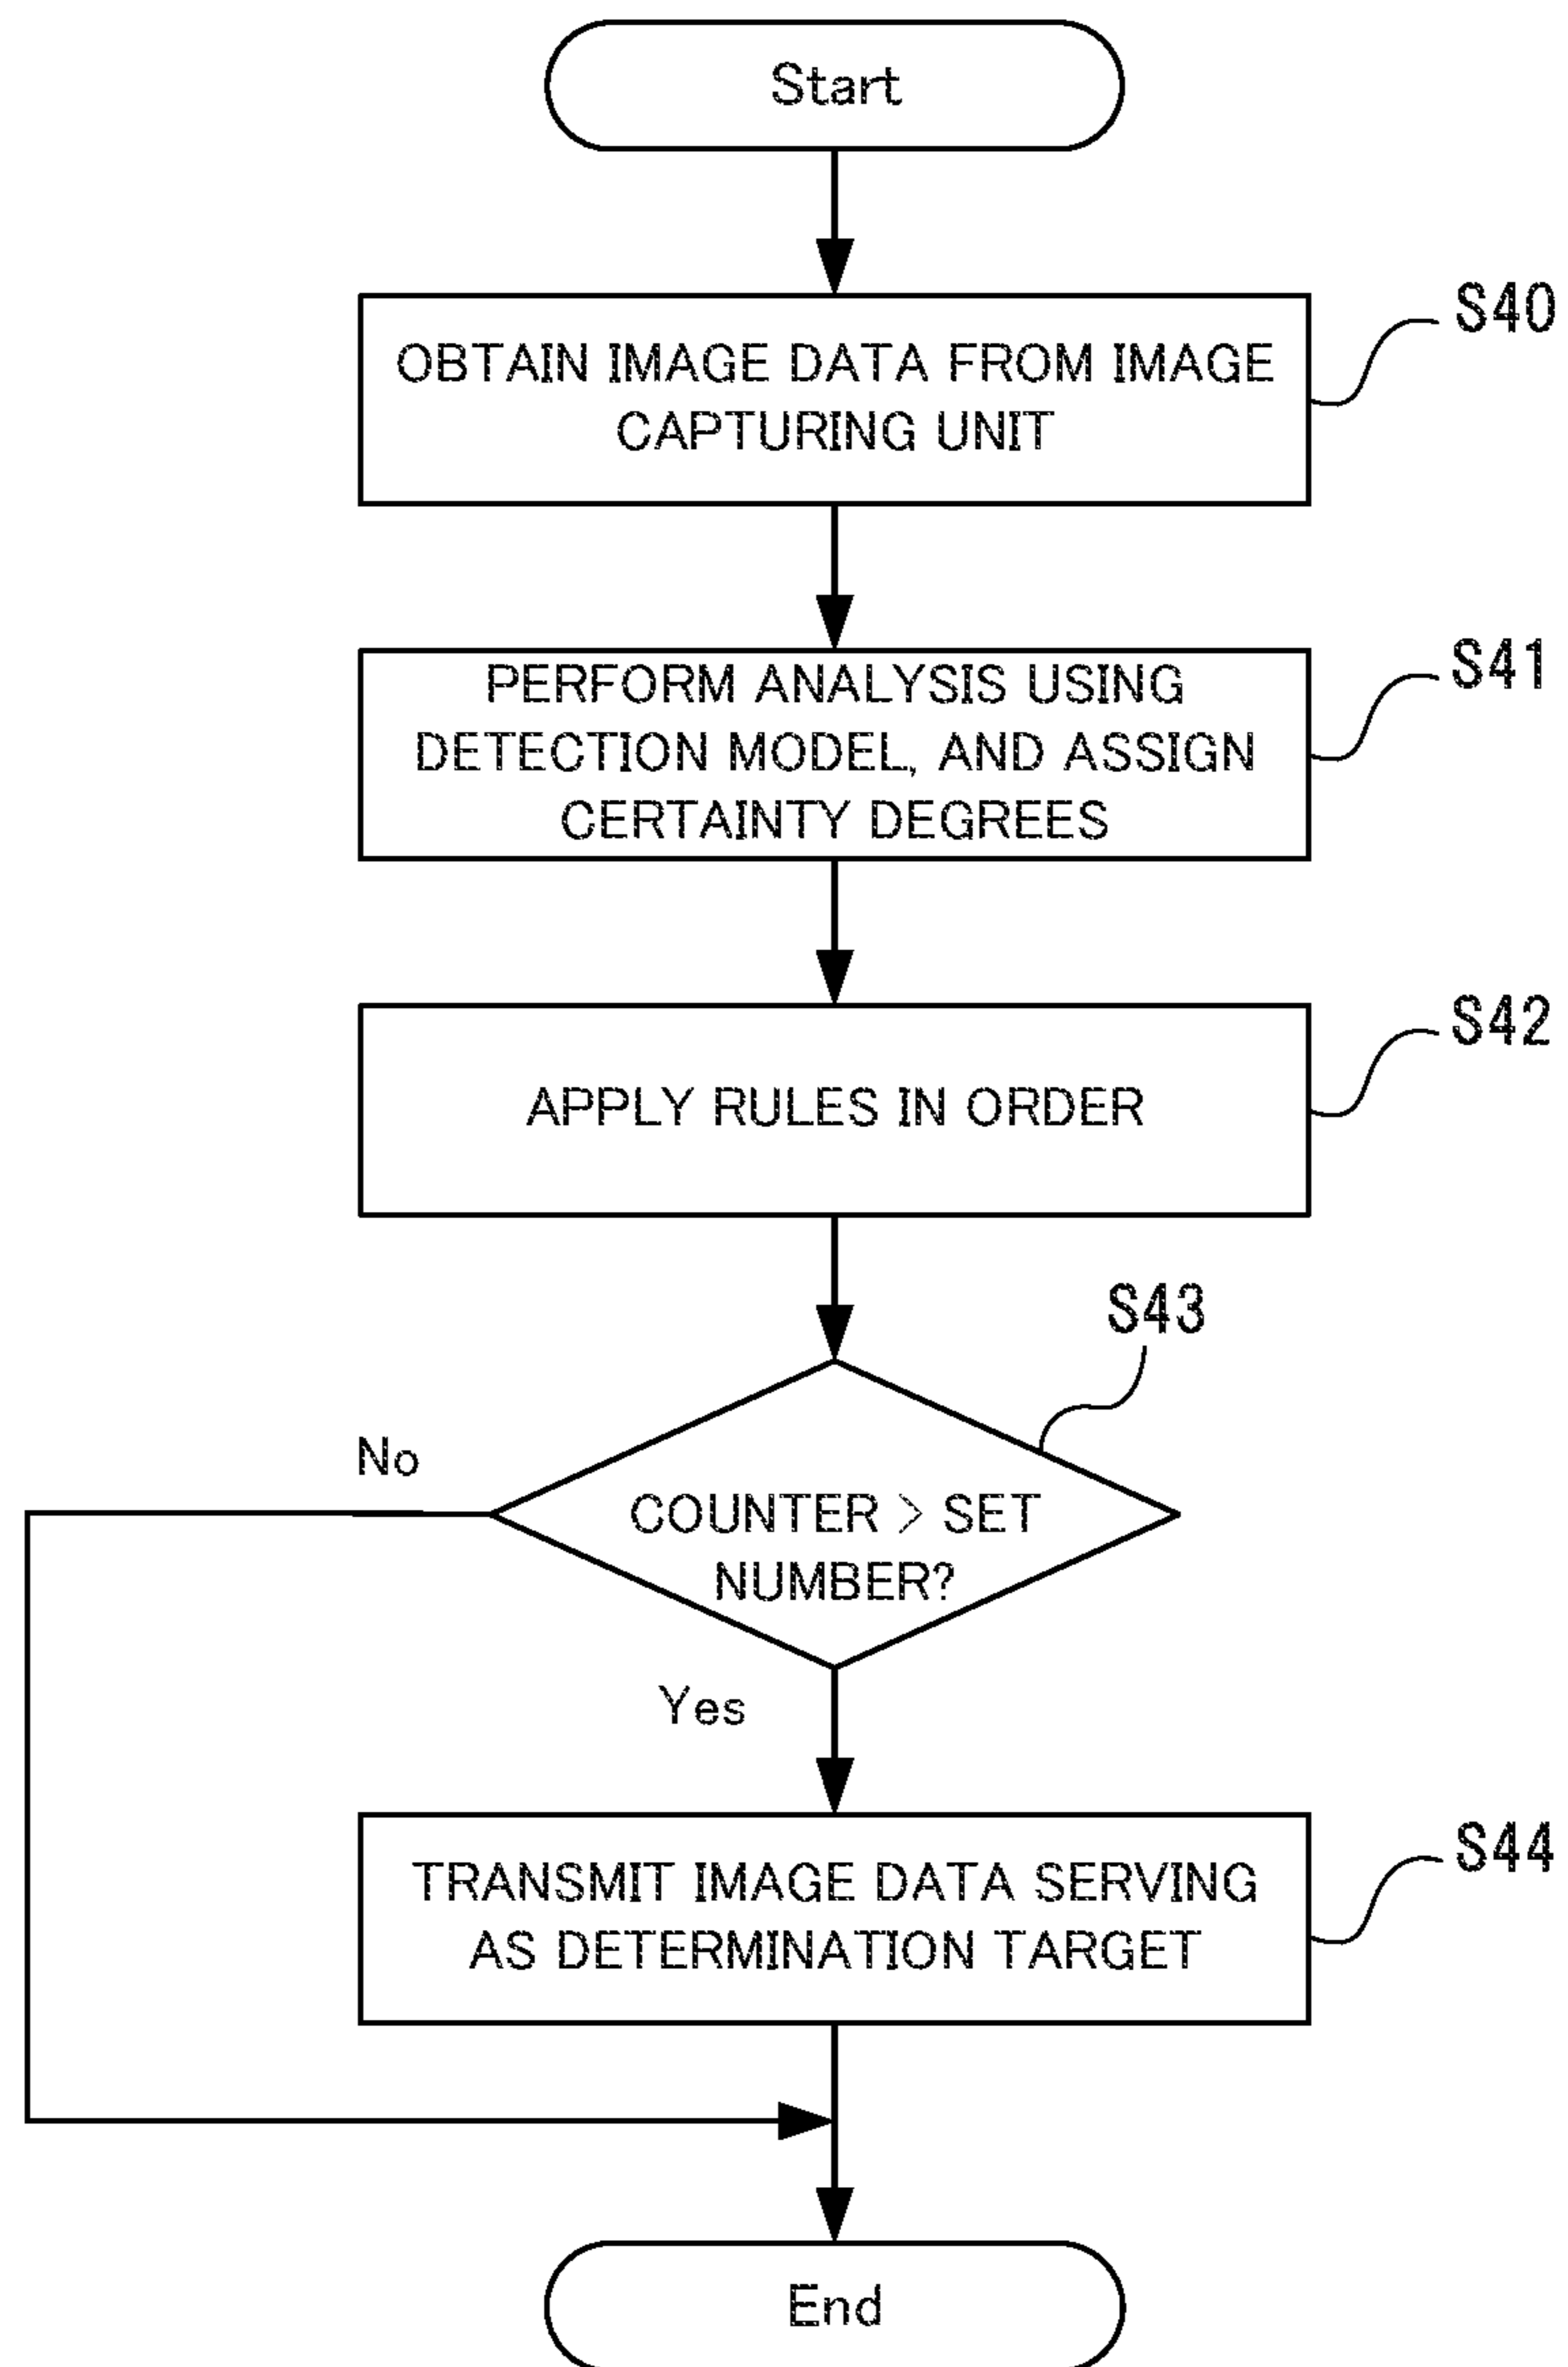 Start
OBTAIN IMAGE DATA FROM IMAGE
CAPTURING UNIT
S40
PERFORM ANALYSIS USING
DETECTION MODEL, AND ASSIGN
CERTAINTY DEGREES
S41
APPLY RULES IN ORDER
S42
S43
COUNTER > SET
NUMBER?
No
Yes
TRANSMIT IMAGE DATA SERVING
AS DETERMINATION TARGET
S44
End